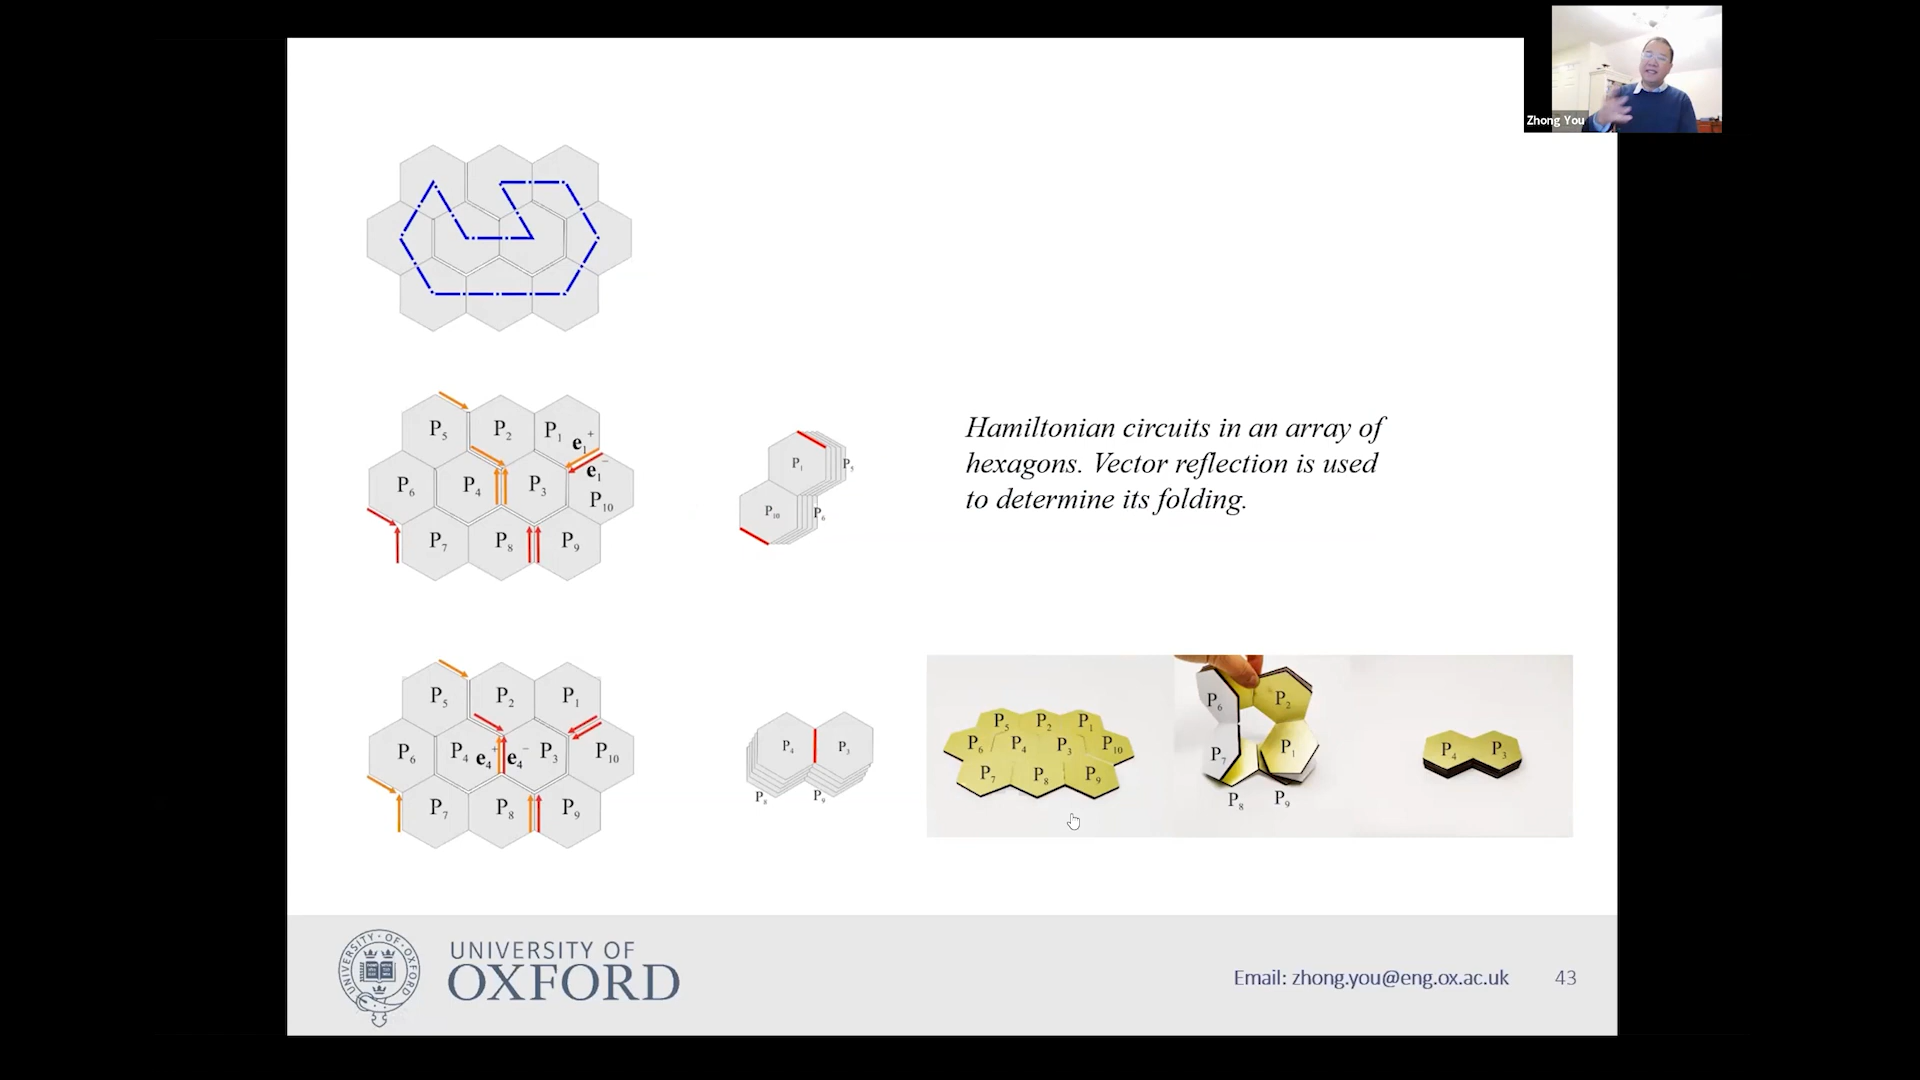 Zhong You
P5 P2 P1 e1+
e1−
P6 P4 P3 P10
P7 P8 P9
P1 P5
P10 P6
Hamiltonian circuits in an array of
hexagons. Vector reflection is used
to determine its folding.
P5 P2 P1
P6 P4 e4+ e4− P3 P10
P7 P8 P9
P4 P3
P8 P9
P5 P2 P1
P6 P4 P3 P10
P7 P8 P9
P6 P2
P7 P1
P8 P9
P4 P3
UNIVERSITY OF OXFORD
UNIVERSITY OF
OXFORD
Email: zhong.you@eng.ox.ac.uk 43